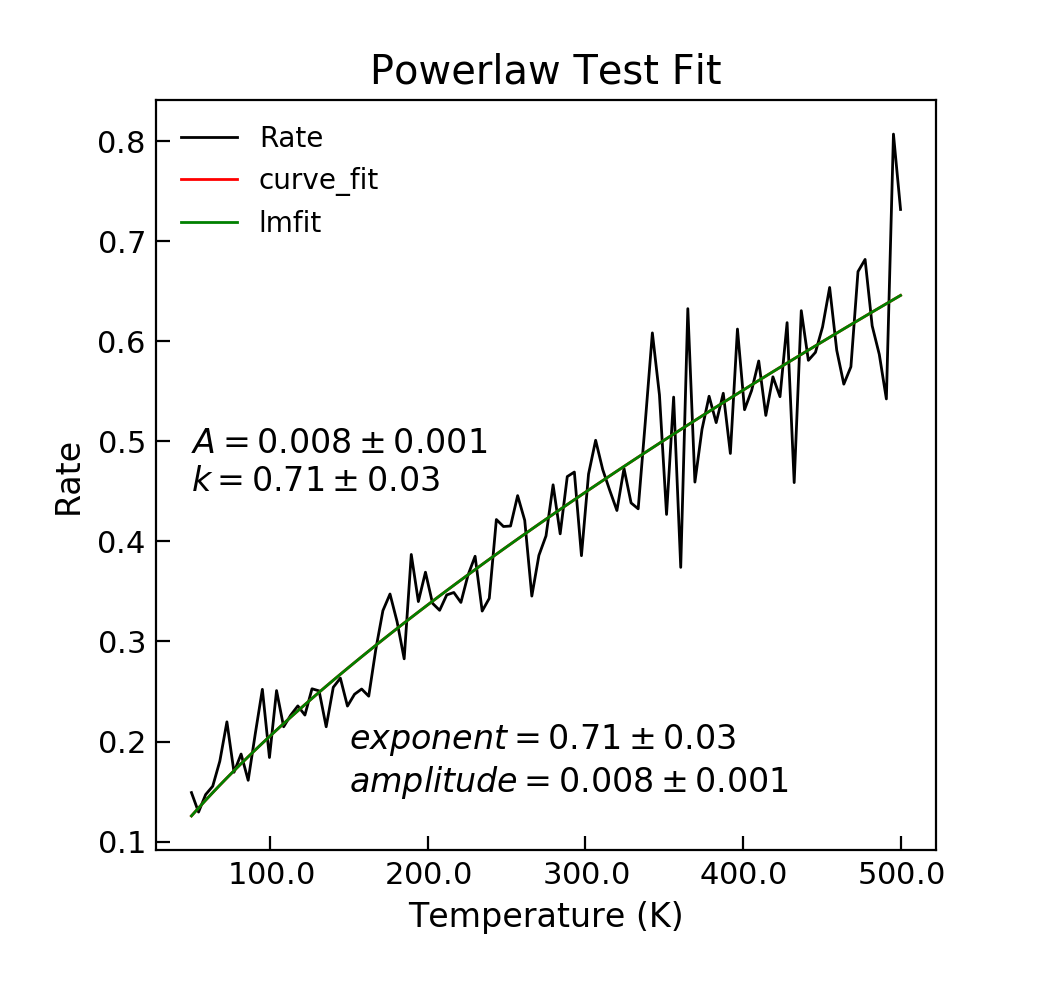 Powerlaw Test Fit
Rate
curve_fit
lmfit
0.8
0.7
0.6
0.5
0.4
0.3
0.2
0.1
Rate
A = 0.008 ± 0.001
k = 0.71 ± 0.03
exponent = 0.71 ± 0.03
amplitude = 0.008 ± 0.001
100.0 200.0 300.0 400.0 500.0
Temperature (K)